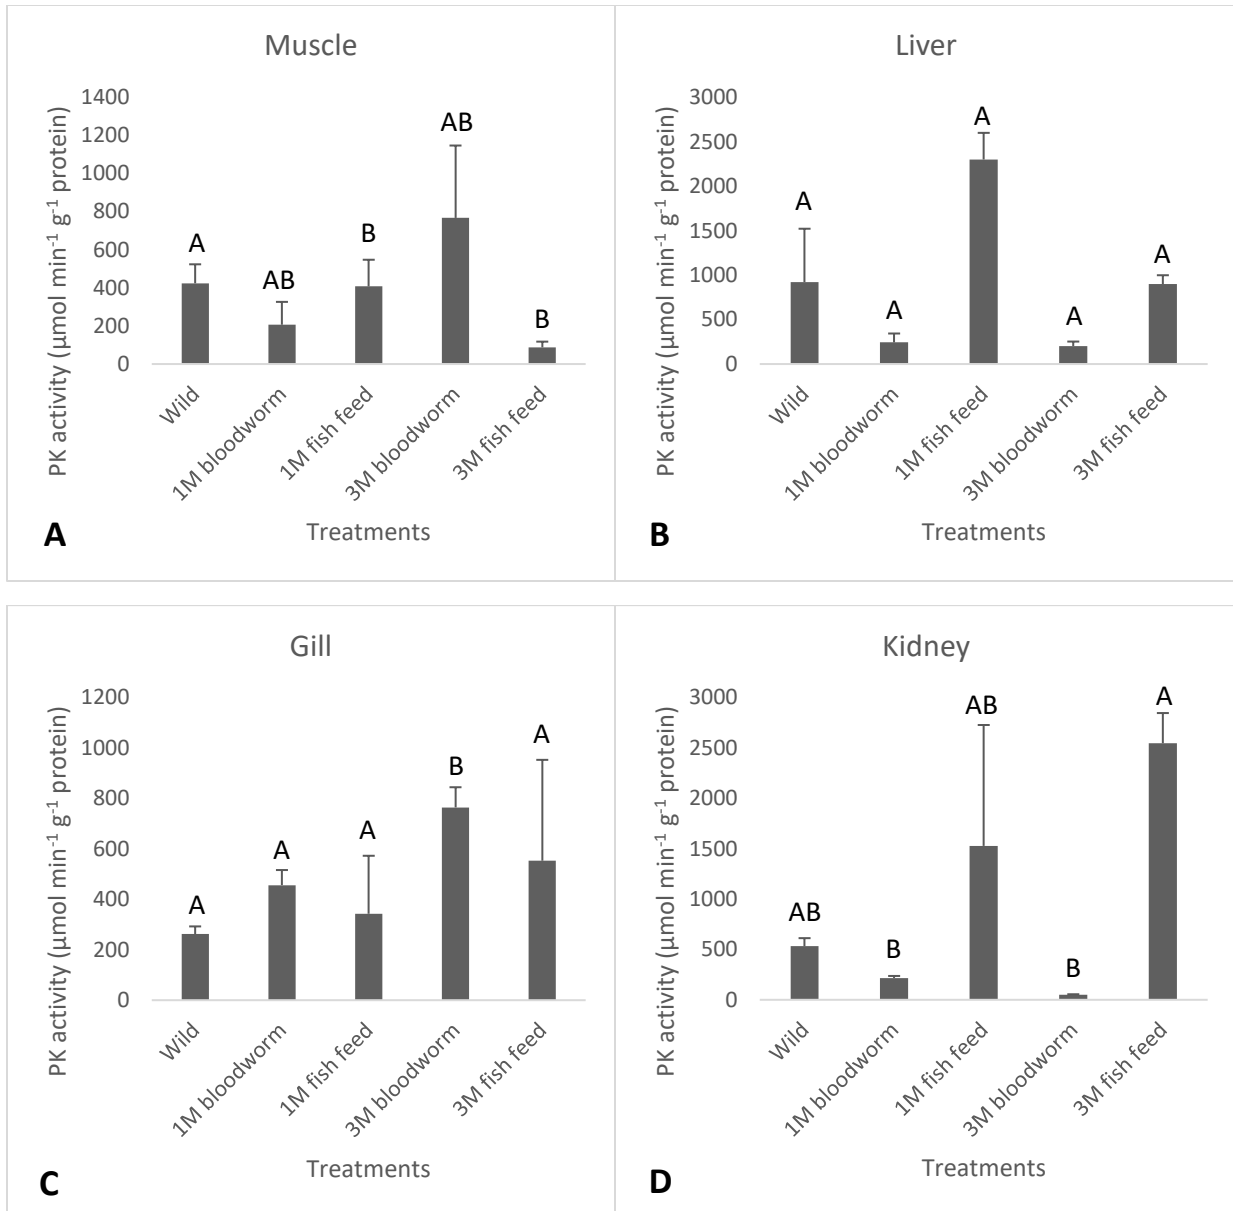 Muscle
PK activity (µmol min⁻¹ g⁻¹ protein)
1400
1200
1000
800
600
400
200
0
A
AB
B
AB
B
Wild
1M bloodworm
1M fish feed
3M bloodworm
3M fish feed
Treatments
A
Liver
PK activity (µmol min⁻¹ g⁻¹ protein)
3000
2500
2000
1500
1000
500
0
A
A
A
A
A
Wild
1M bloodworm
1M fish feed
3M bloodworm
3M fish feed
Treatments
B
Gill
PK activity (µmol min⁻¹ g⁻¹ protein)
1200
1000
800
600
400
200
0
A
A
A
B
A
Wild
1M bloodworm
1M fish feed
3M bloodworm
3M fish feed
Treatments
C
Kidney
PK activity (µmol min⁻¹ g⁻¹ protein)
3000
2500
2000
1500
1000
500
0
AB
B
AB
B
A
Wild
1M bloodworm
1M fish feed
3M bloodworm
3M fish feed
Treatments
D